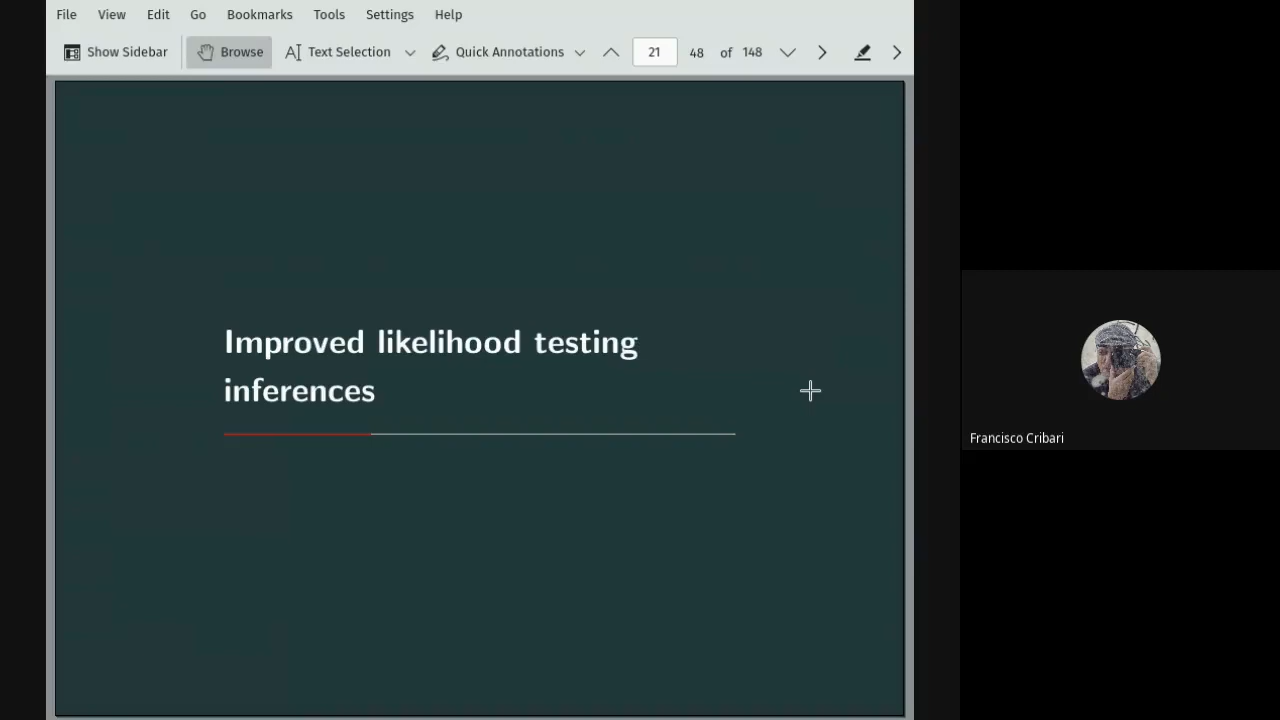 File View Edit Go Bookmarks Tools Settings Help
Show Sidebar Browse Text Selection Quick Annotations 21 48 of 148
Improved likelihood testing
inferences
Francisco Cribari